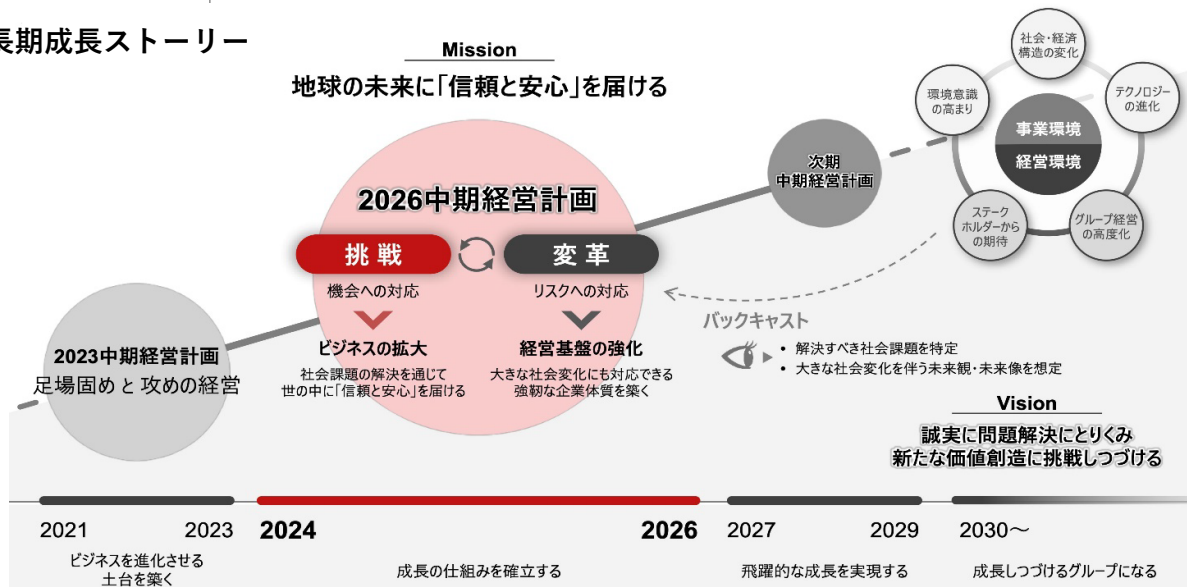 長期成長ストーリー
Mission
地球の未来に「信頼と安心」を届ける
社会・経済
構造の変化
環境意識
の高まり
テクノロジー
の進化
事業環境
経営環境
ステーク
ホルダーから
の期待
グループ経営
の高度化
次期
中期経営計画
2026中期経営計画
挑戦
変革
機会への対応
リスクへの対応
ビジネスの拡大
経営基盤の強化
社会課題の解決を通じて
世の中に「信頼と安心」を届ける
大きな社会変化にも対応できる
強靭な企業体質を築く
2023中期経営計画
足場固めと攻めの経営
バックキャスト
• 解決すべき社会課題を特定
• 大きな社会変化を伴う未来観・未来像を想定
Vision
誠実に問題解決にとりくみ
新たな価値創造に挑戦しつづける
2021 2023 2024 2026 2027 2029 2030～
ビジネスを進化させる
土台を築く
成長の仕組みを確立する
飛躍的な成長を実現する
成長しつづけるグループになる